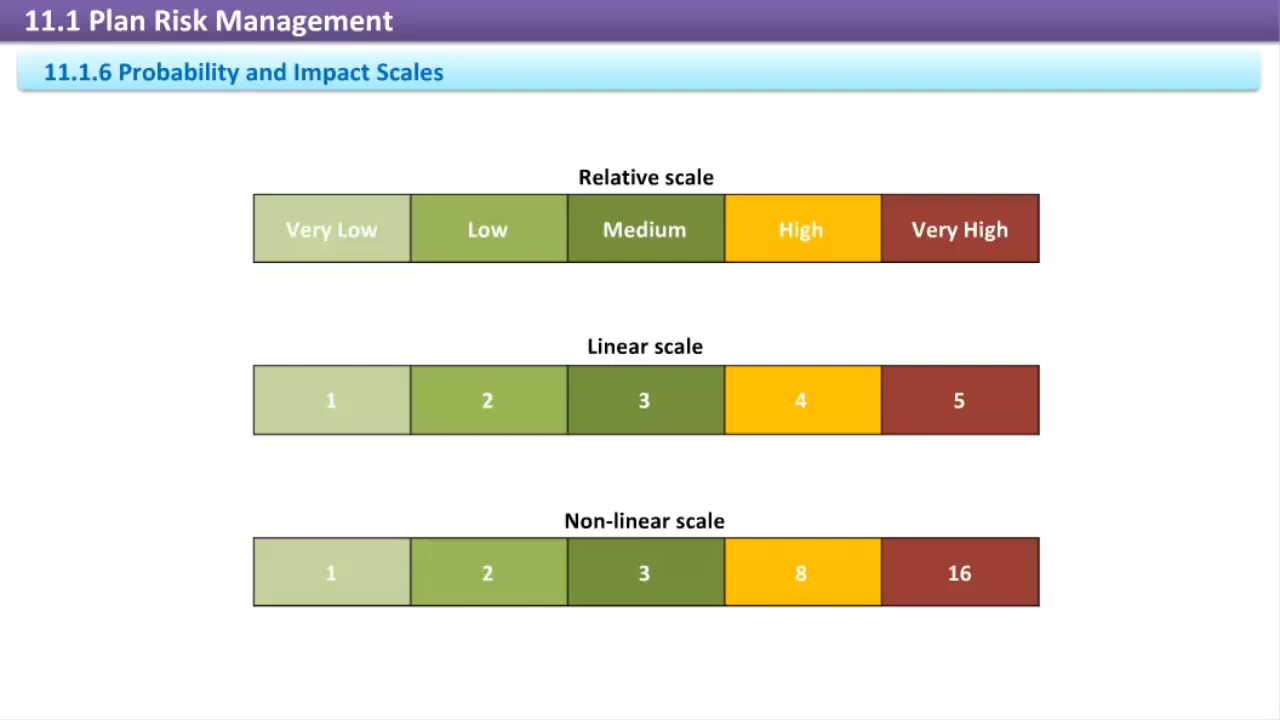 11.1 Plan Risk Management
11.1.6 Probability and Impact Scales
Relative scale
Very Low Low Medium High Very High
Linear scale
1 2 3 4 5
Non-linear scale
1 2 3 8 16